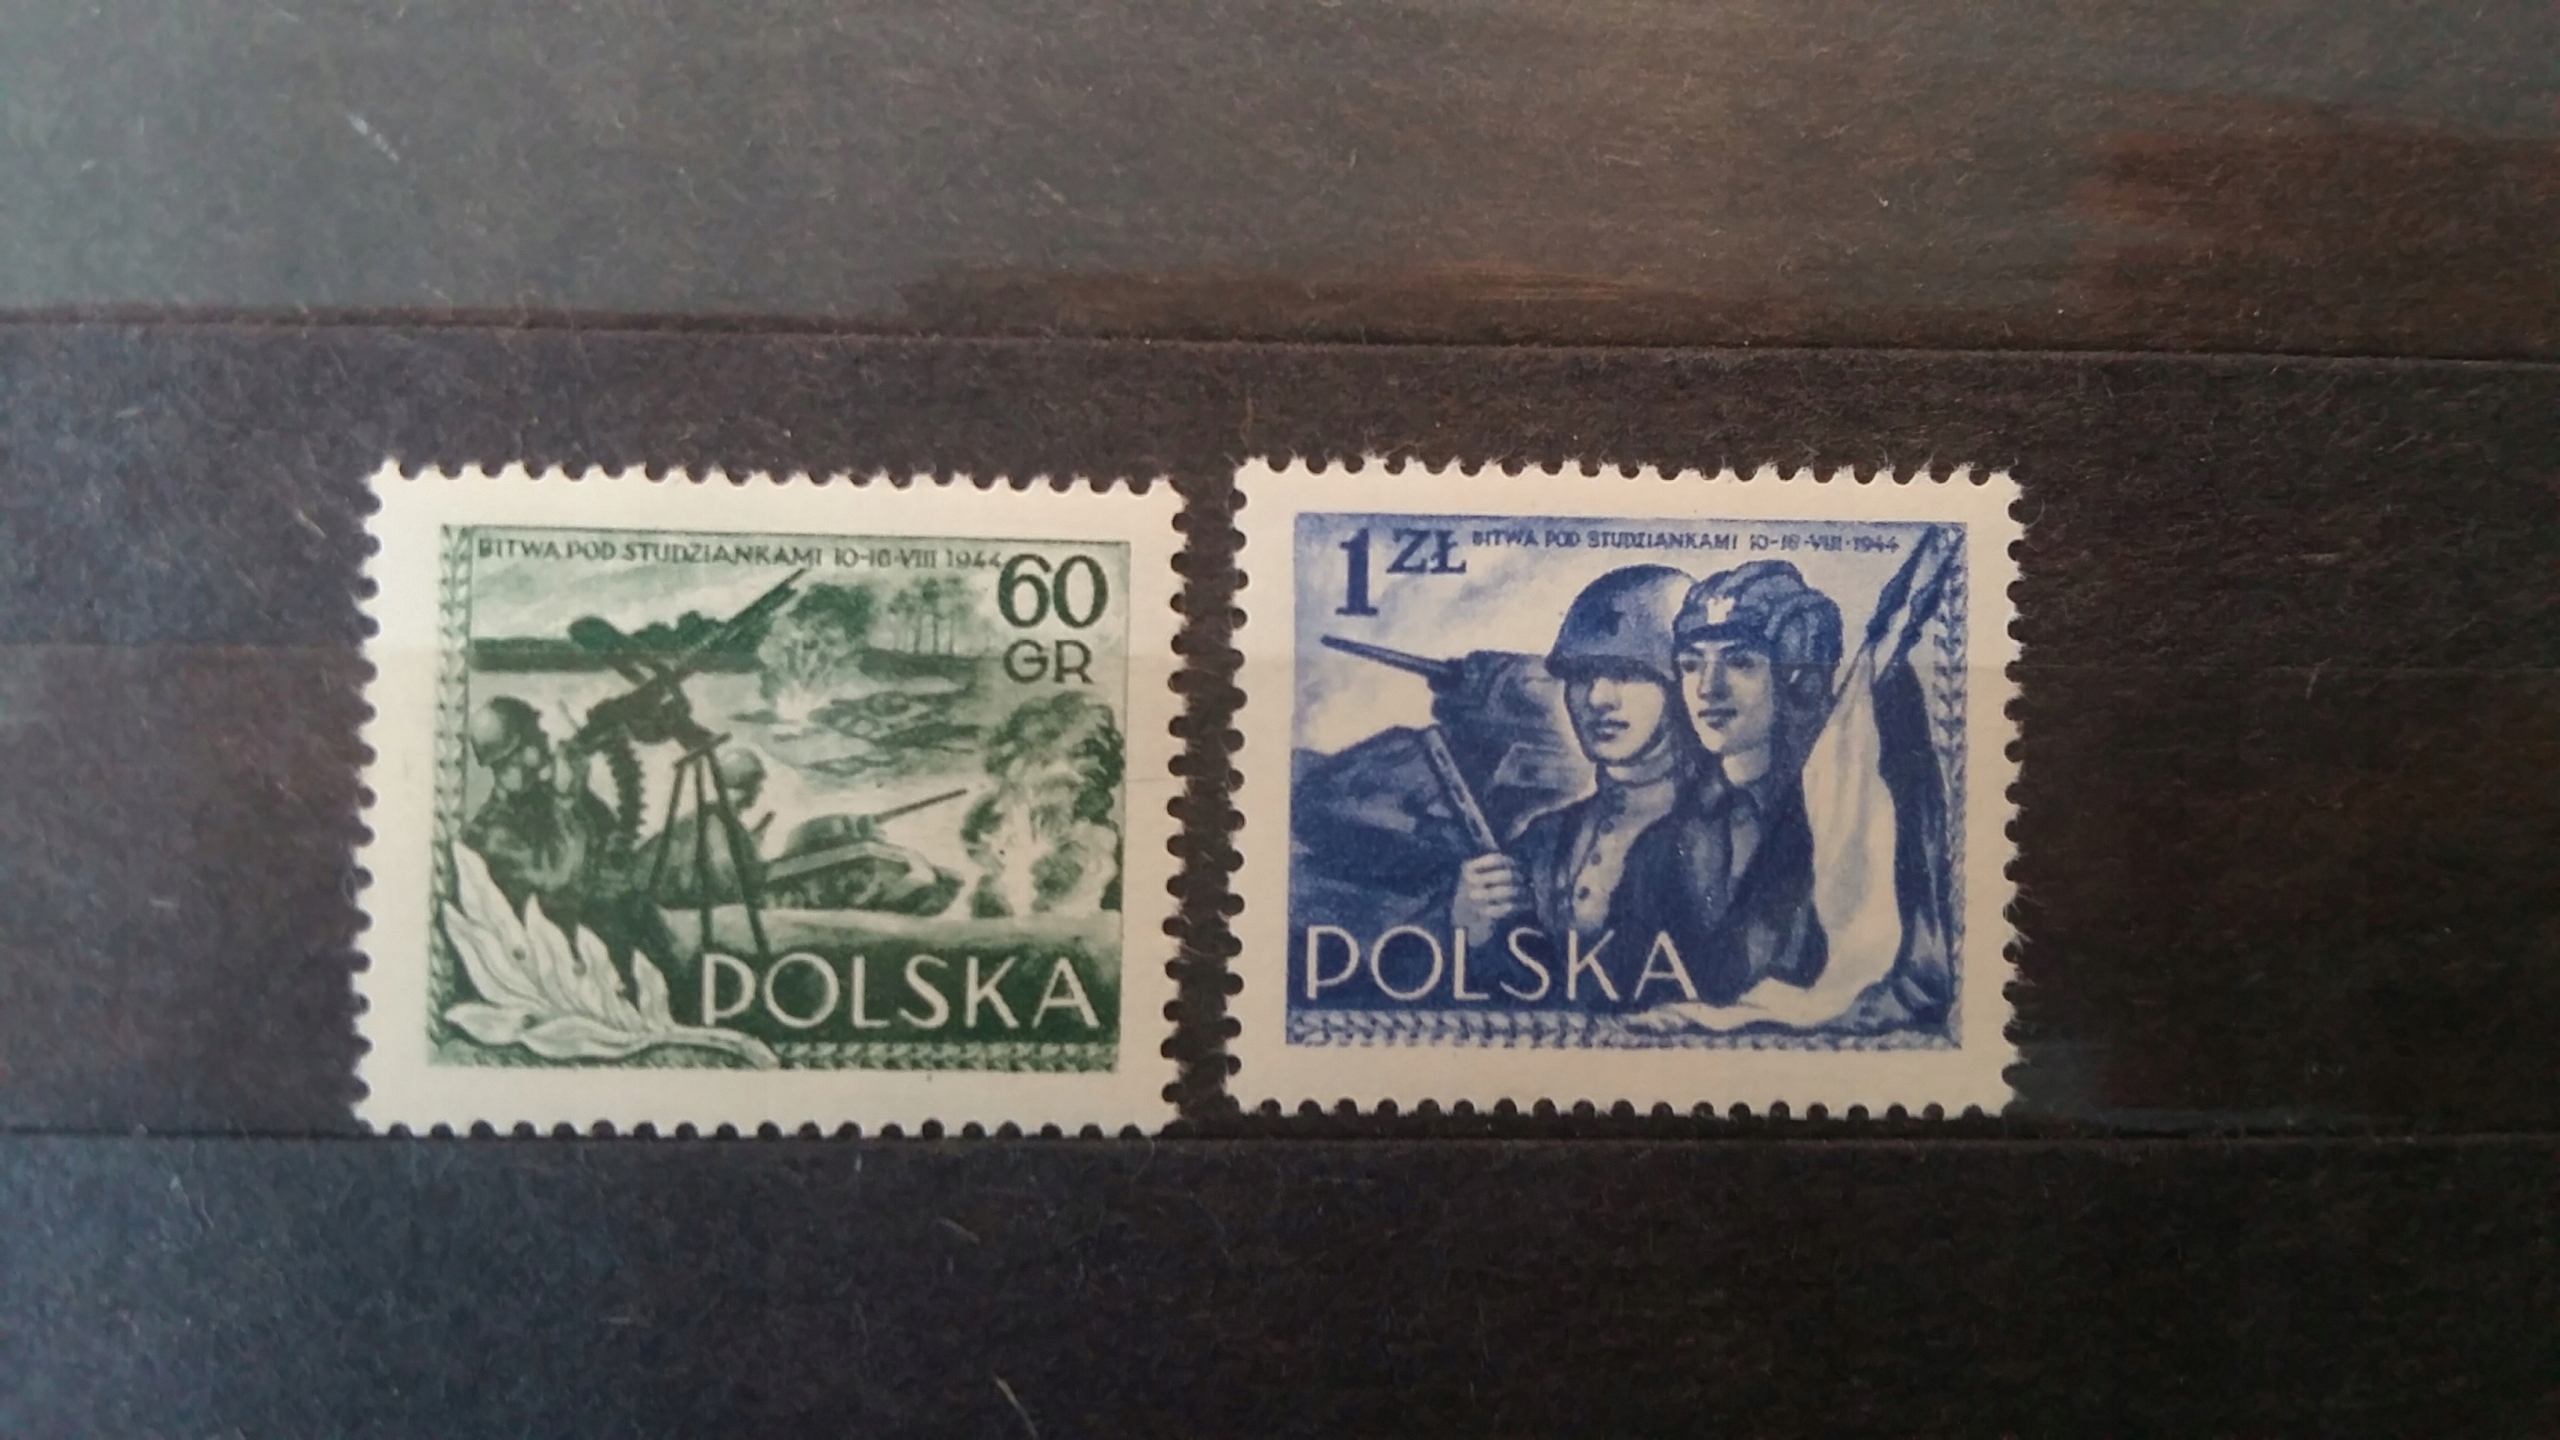 BITWA POD STUDZIANKAMI 10-16-VIII 1944
60
GR
POLSKA
1 ZŁ BITWA POD STUDZIANKAMI 10-16-VIII-1944
POLSKA